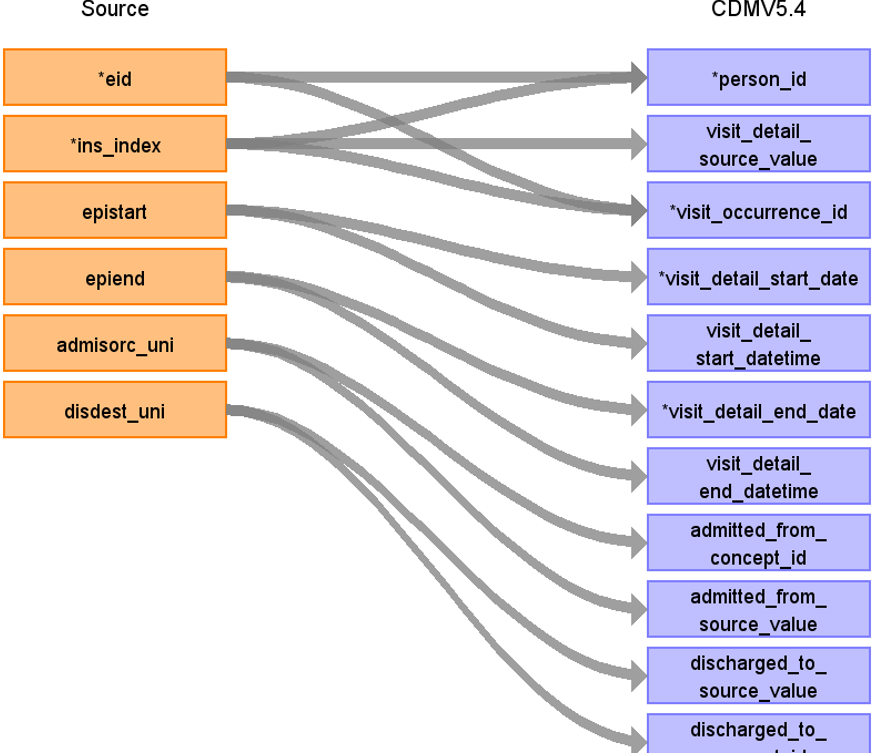 Source
CDMV5.4
*eid
*person_id
*ins_index
visit_detail_
source_value
epistart
*visit_occurrence_id
epiend
*visit_detail_start_date
admisorc_uni
visit_detail_
start_datetime
disdest_uni
*visit_detail_end_date
visit_detail_
end_datetime
admitted_from_
concept_id
admitted_from_
source_value
discharged_to_
source_value
discharged_to_